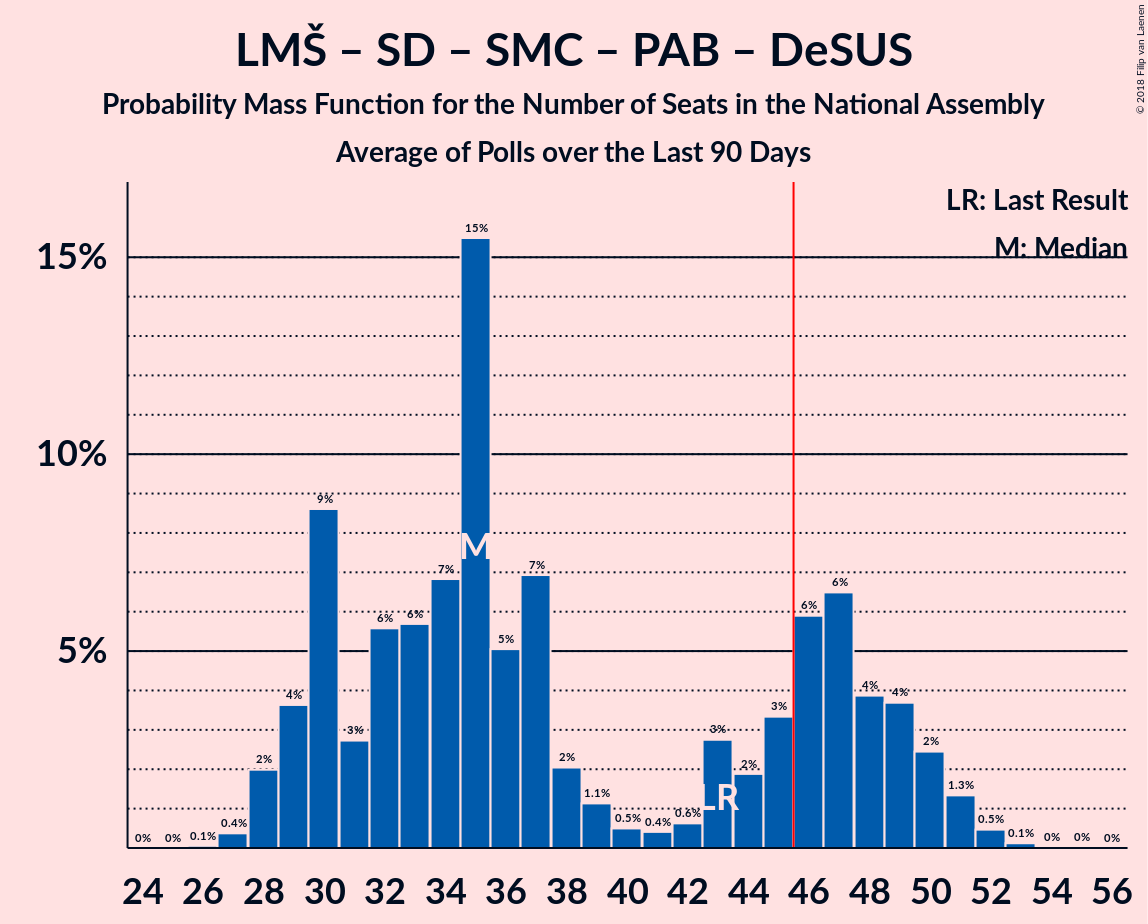 LMŠ – SD – SMC – PAB – DeSUS
Probability Mass Function for the Number of Seats in the National Assembly
Average of Polls over the Last 90 Days
© 2018 Filip van Laenen
LR: Last Result
M: Median
15%
10%
5%
0% 0% 0.1% 0.4% 2% 4% 9% 3% 6% 6% 7% 15% 5% 7% 2% 1.1% 0.5% 0.4% 0.6% 3% 2% 3% 6% 6% 4% 4% 2% 1.3% 0.5% 0.1% 0% 0% 0%
M
LR
24 26 28 30 32 34 36 38 40 42 44 46 48 50 52 54 56